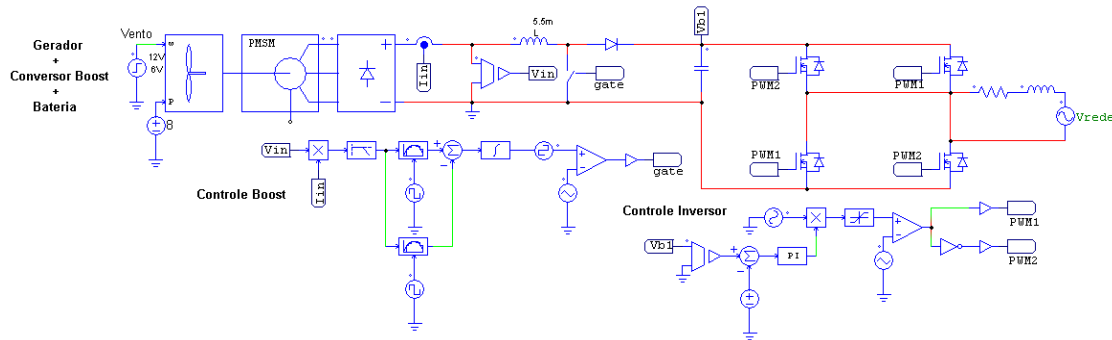 Gerador
+
Conversor Boost
+
Bateria
Vento
w
12V
6V
P
8
PMSM
Iin
5.5m
L
Vin
gate
Vb1
PWM2
PWM1
PWM1
PWM2
Vrede
Vin
Iin
Controle Boost
gate
Controle Inversor
Vb1
PI
PWM1
PWM2